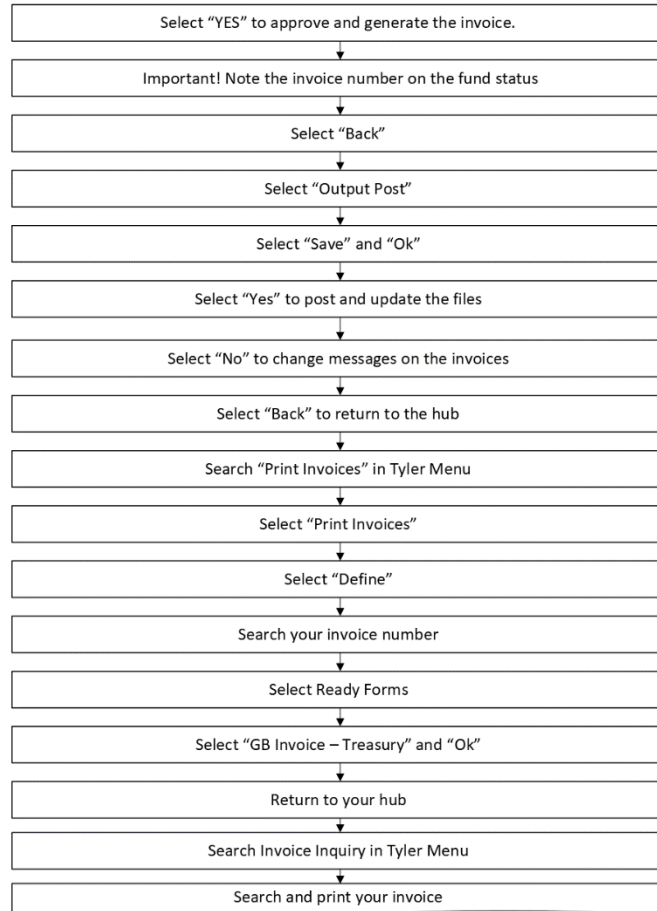 Select “YES” to approve and generate the invoice.
Important! Note the invoice number on the fund status
Select “Back”
Select “Output Post”
Select “Save” and “Ok”
Select “Yes” to post and update the files
Select “No” to change messages on the invoices
Select “Back” to return to the hub
Search “Print Invoices” in Tyler Menu
Select “Print Invoices”
Select “Define”
Search your invoice number
Select Ready Forms
Select “GB Invoice – Treasury” and “Ok”
Return to your hub
Search Invoice Inquiry in Tyler Menu
Search and print your invoice